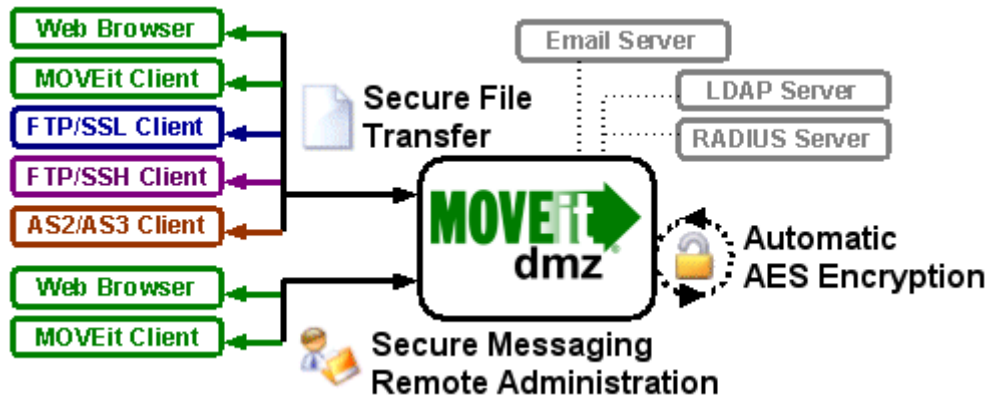 Web Browser
MOVEit Client
FTP/SSL Client
FTP/SSH Client
AS2/AS3 Client
Web Browser
MOVEit Client
Secure File
Transfer
Email Server
LDAP Server
RADIUS Server
MOVEit
dmz
Automatic
AES Encryption
Secure Messaging
Remote Administration